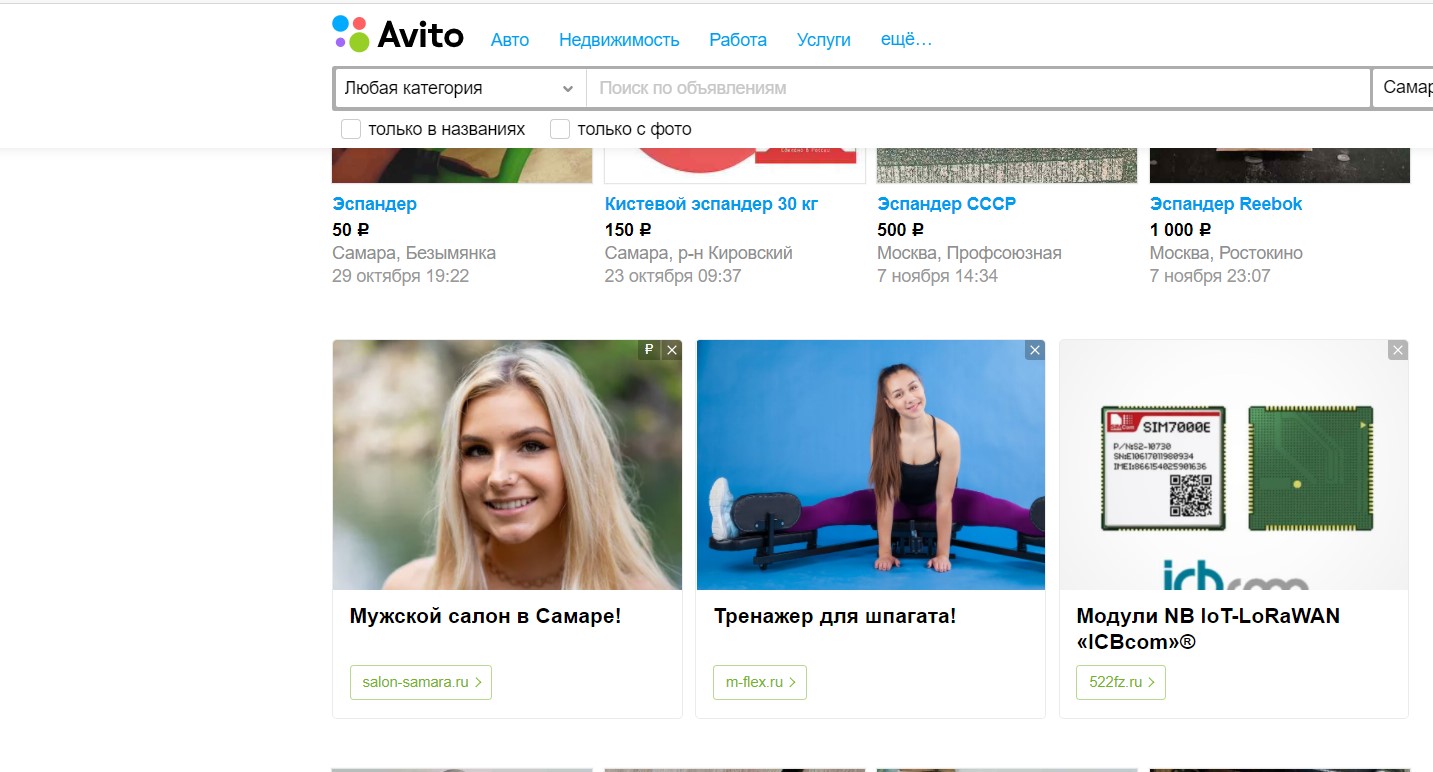 Avito Авто Недвижимость Работа Услуги ещё...
Любая категория Поиск по объявлениям Самар
только в названиях только с фото
Сделано в России
Эспандер
50 ₽
Самара, Безымянка
29 октября 19:22
Кистевой эспандер 30 кг
150 ₽
Самара, р-н Кировский
23 октября 09:37
Эспандер СССР
500 ₽
Москва, Профсоюзная
7 ноября 14:34
Эспандер Reebok
1 000 ₽
Москва, Ростокино
7 ноября 23:07
₽
Мужской салон в Самаре!
salon-samara.ru
Тренажер для шпагата!
m-flex.ru
SIM7000E
P/N:S2-10730
SN:E10617011980934
IMEI:866154025901636
icbcom
Модули NB IoT-LoRaWAN
«ICBcom»®
522fz.ru